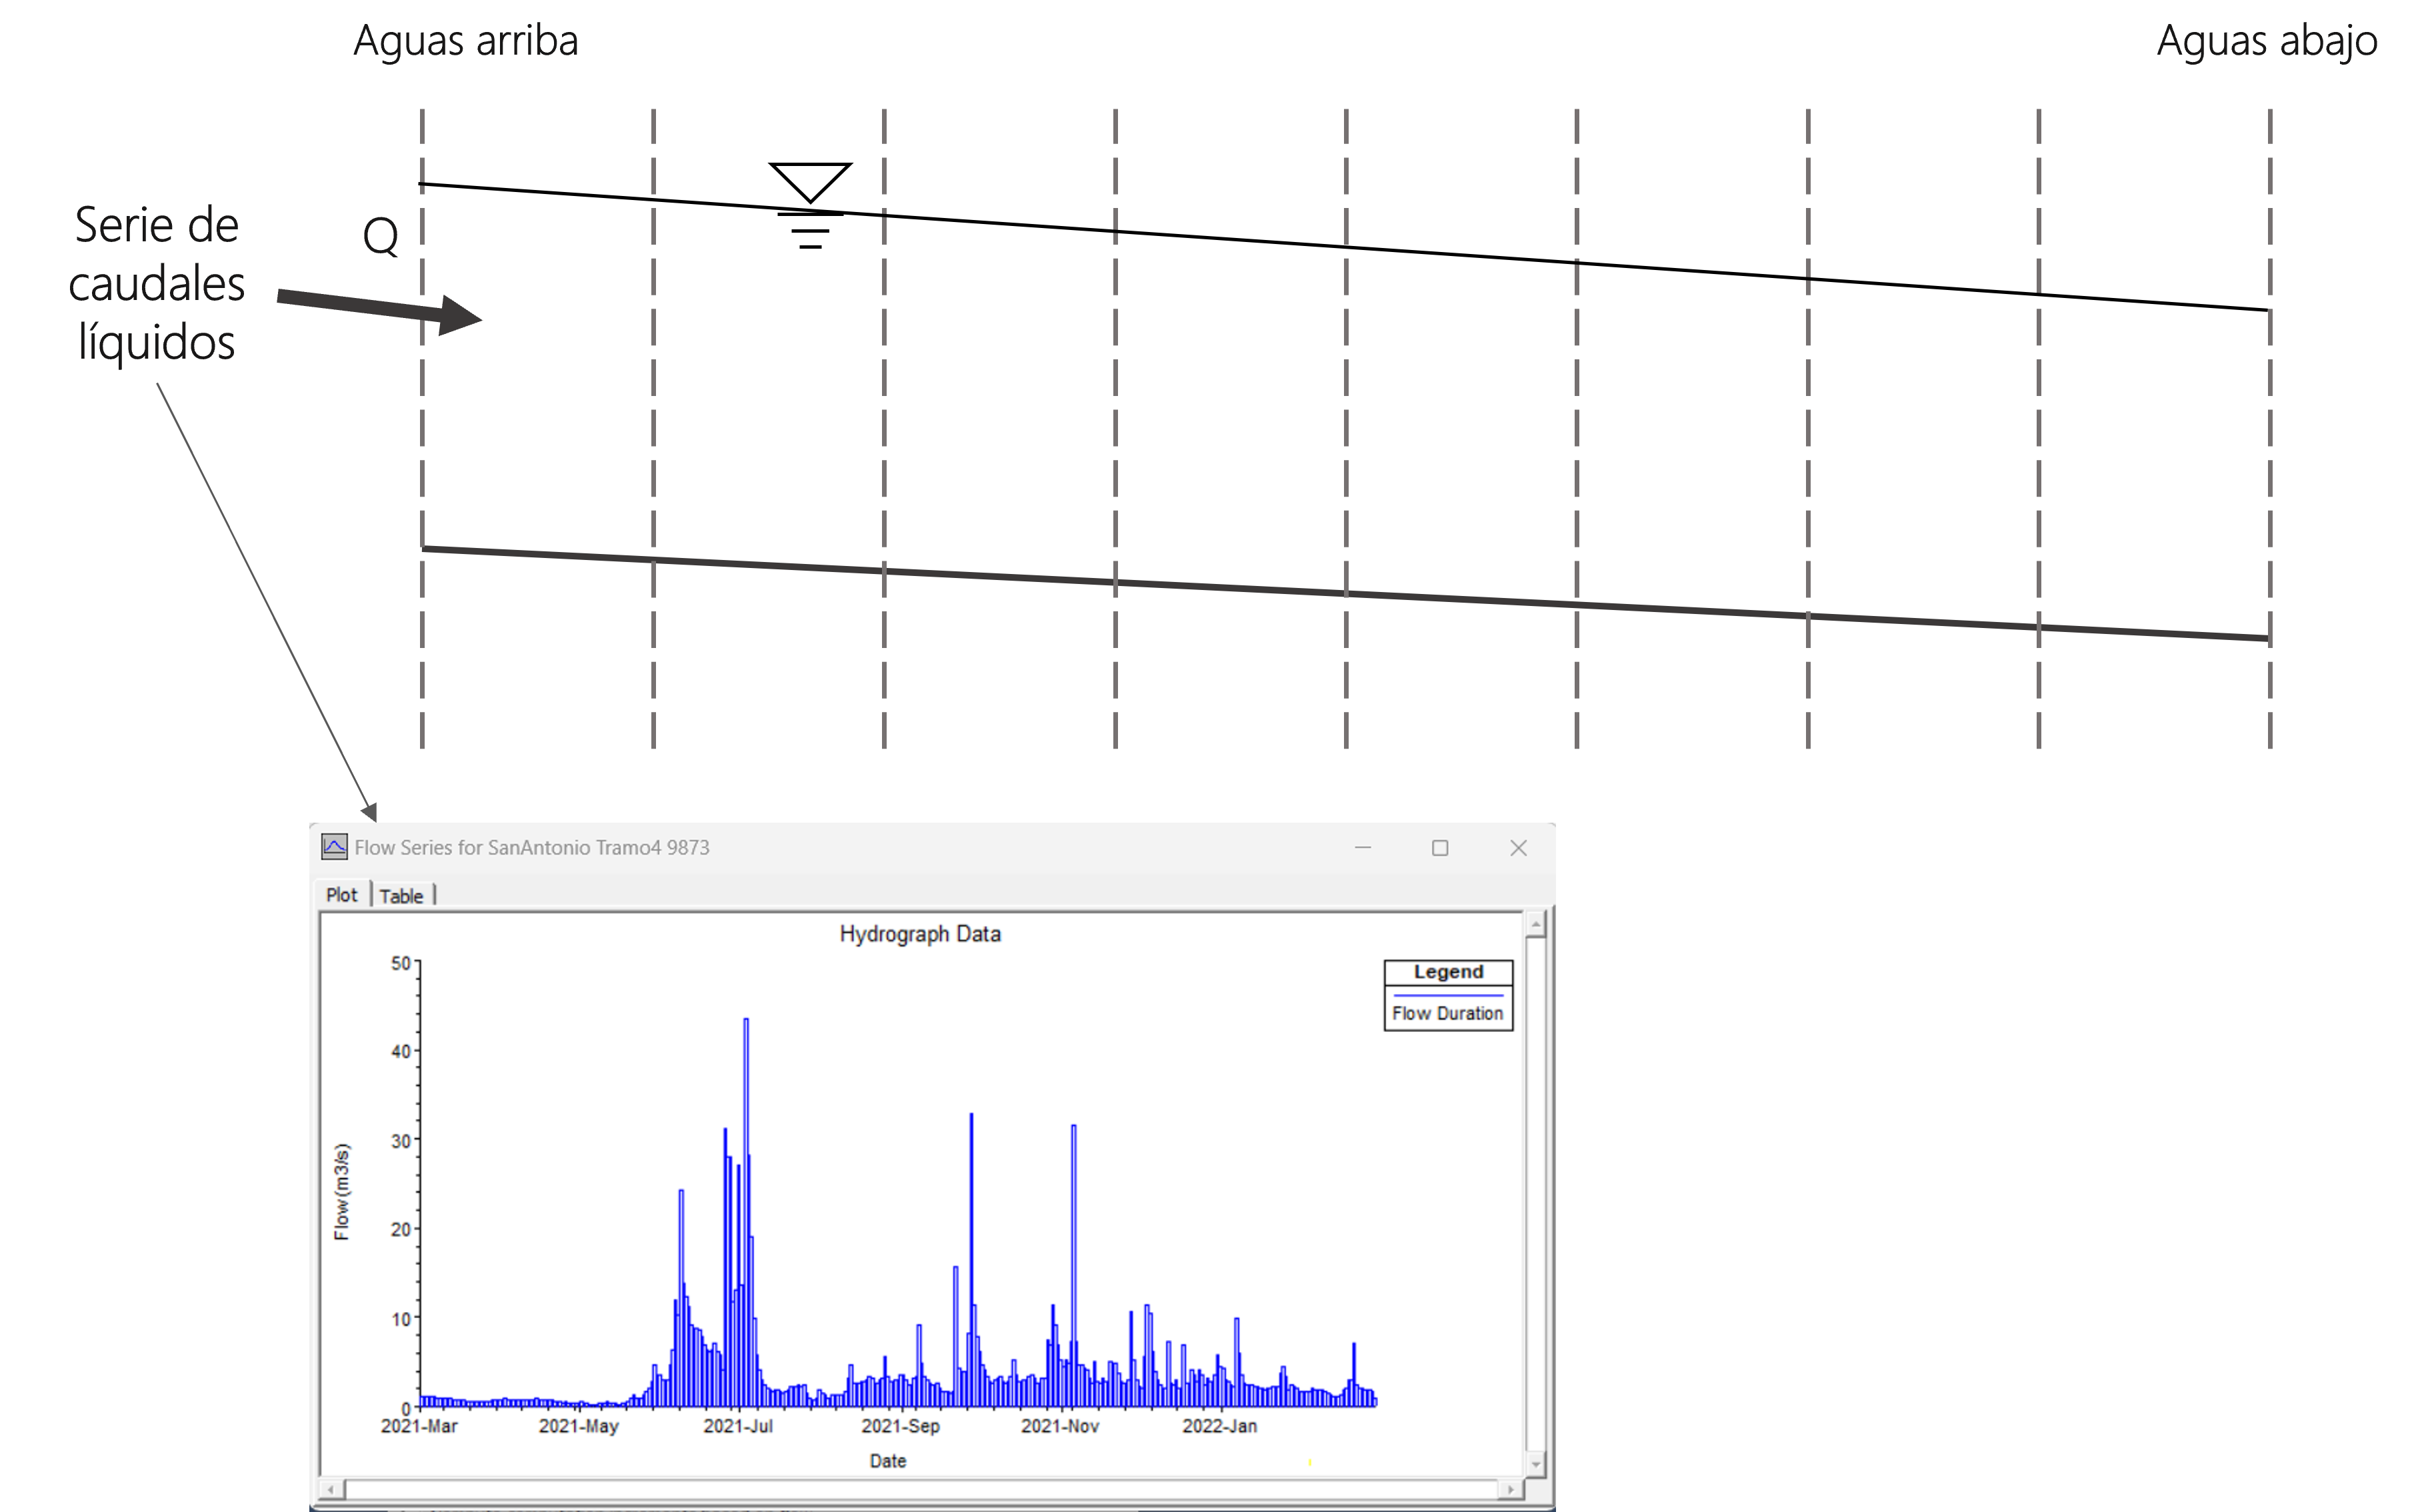 Aguas arriba
Aguas abajo
Serie de
caudales
líquidos
Q
Flow Series for SanAntonio Tramo4 9873
Plot
Table
Hydrograph Data
Legend
Flow Duration
Flow (m3/s)
50
40
30
20
10
0
2021-Mar
2021-May
2021-Jul
2021-Sep
2021-Nov
2022-Jan
Date